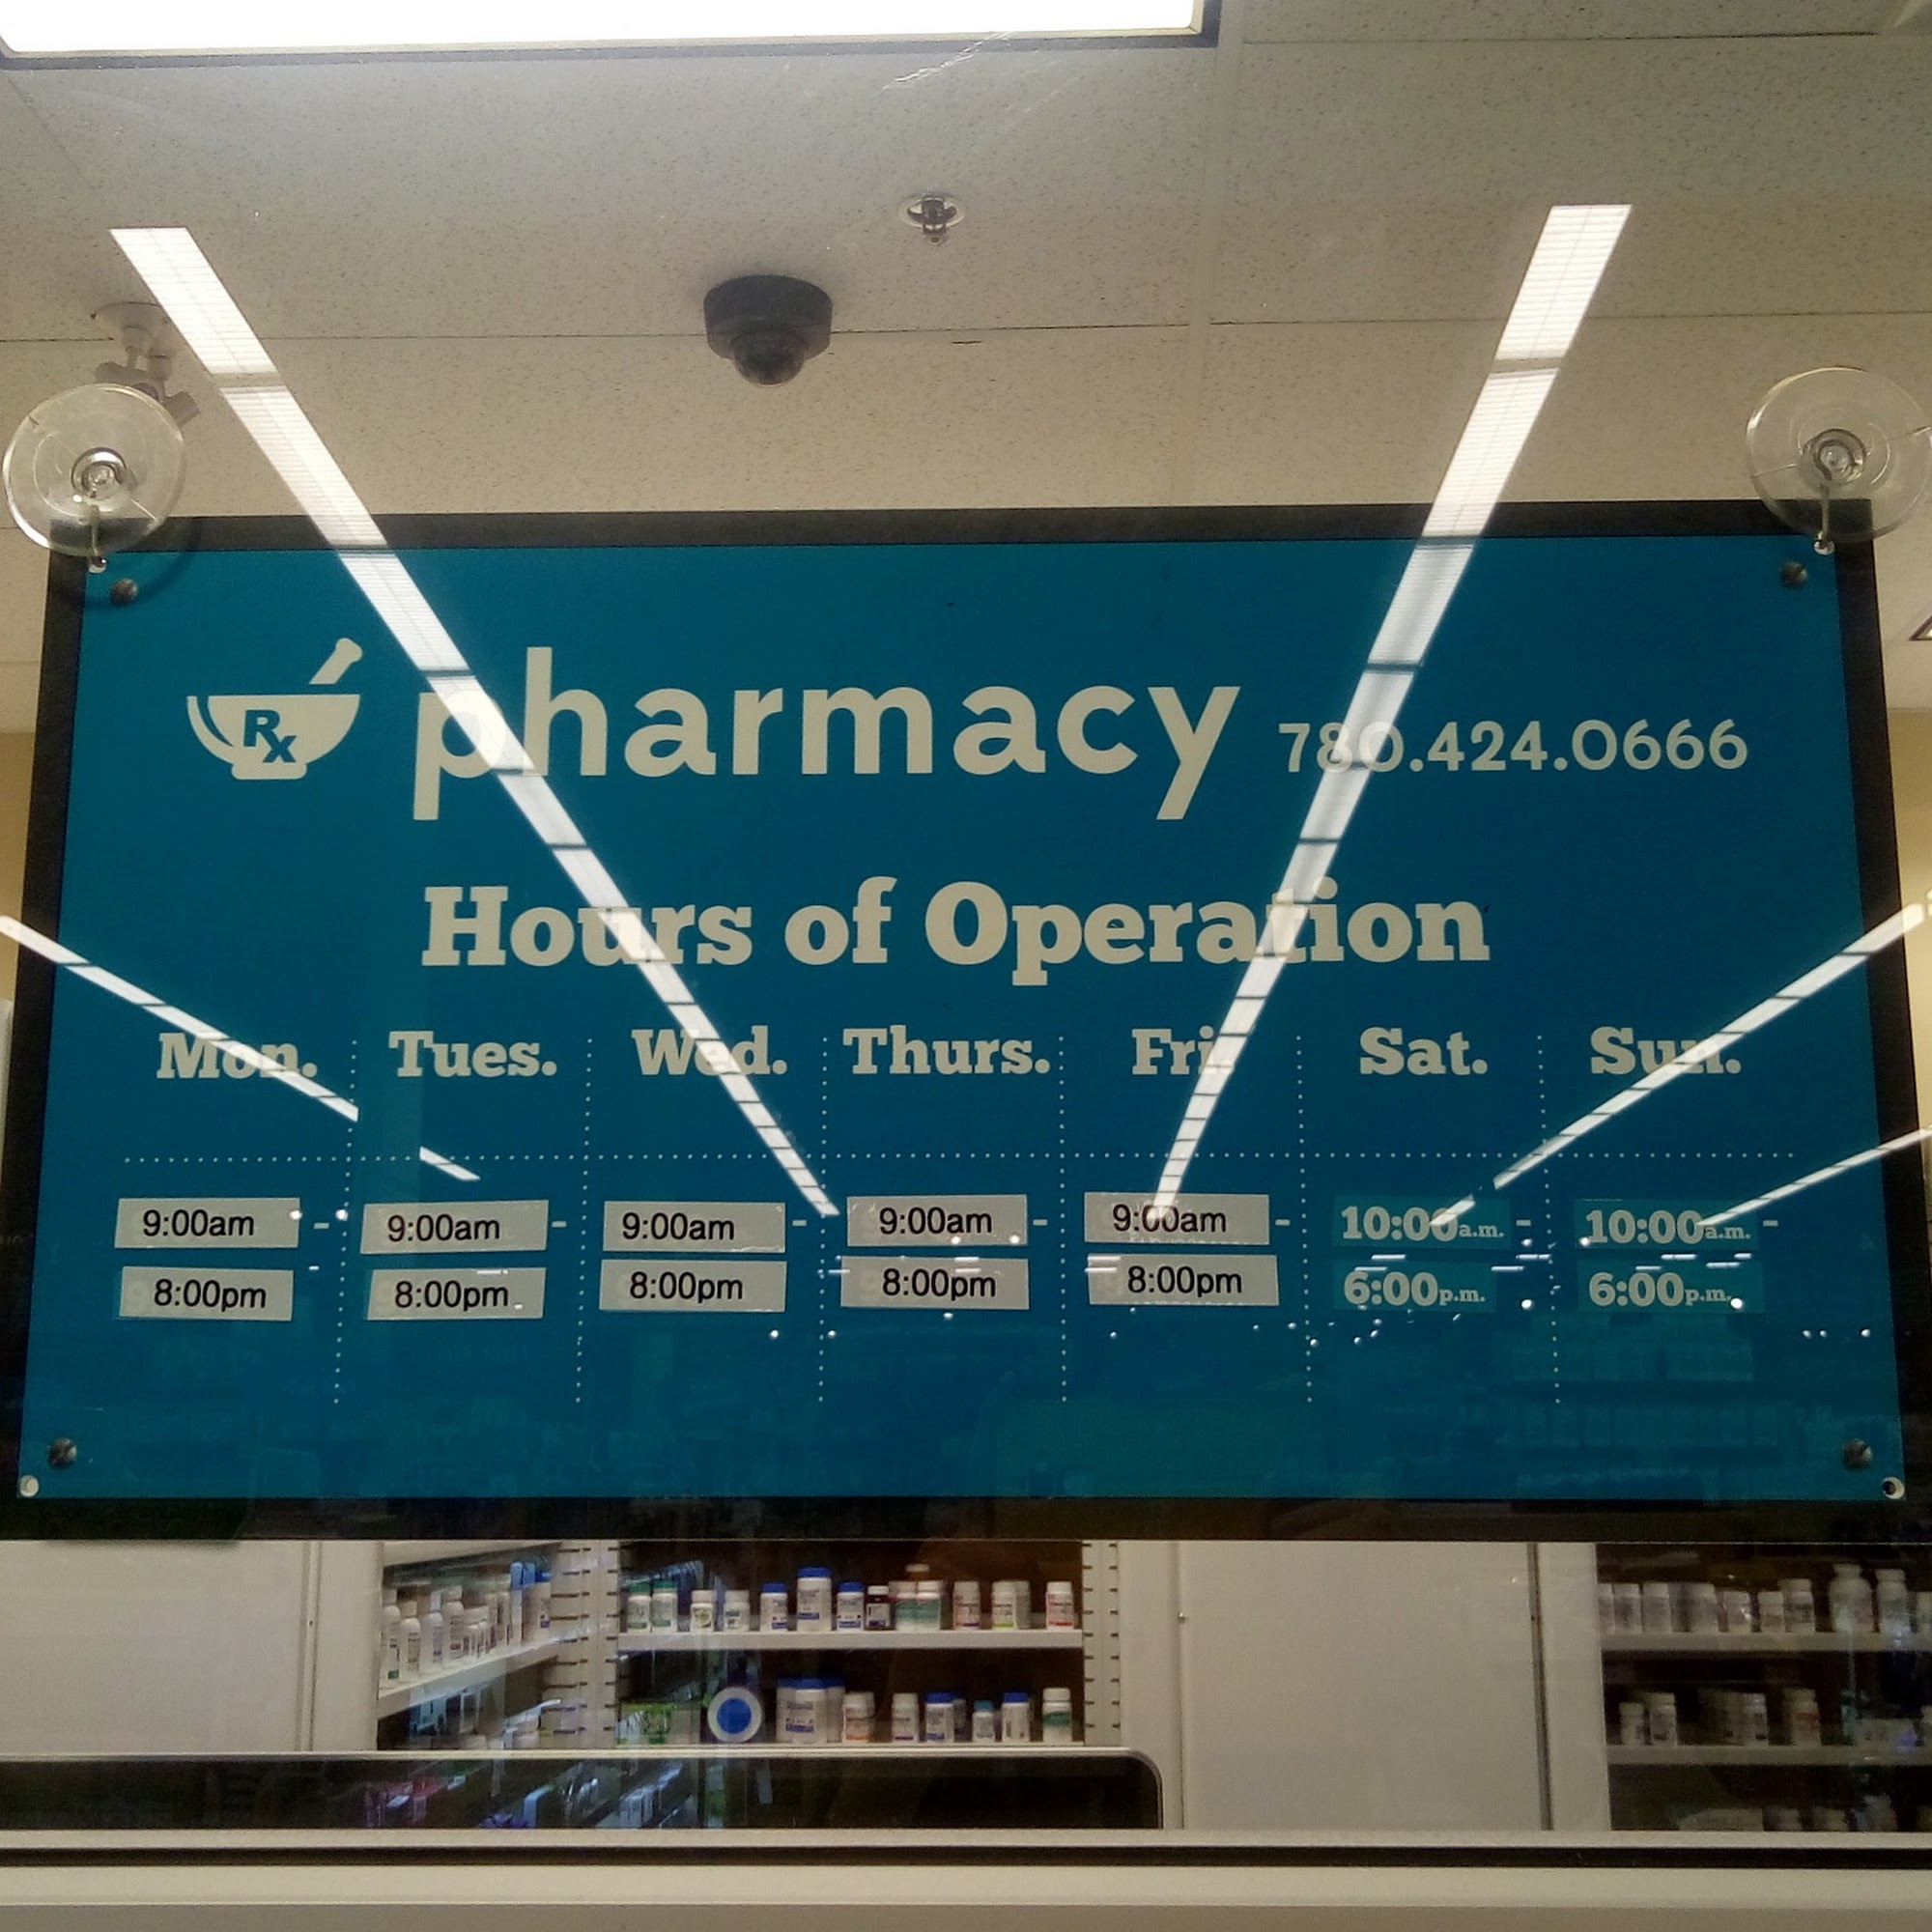 Rx pharmacy 780.424.0666
Hours of Operation
Mon. Tues. Wed. Thurs. Fri. Sat. Sun.
9:00am - 9:00am - 9:00am - 9:00am - 9:00am - 10:00a.m. - 10:00a.m. -
8:00pm 8:00pm 8:00pm 8:00pm 8:00pm 6:00p.m. 6:00p.m.